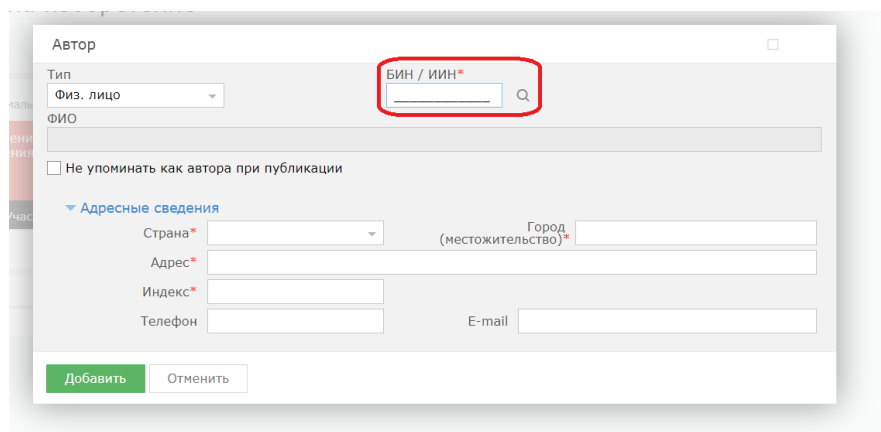 Автор
Тип
БИН / ИИН*
Физ. лицо
ФИО
Не упоминать как автора при публикации
Адресные сведения
Страна*
Город
(местожительство)*
Адрес*
Индекс*
Телефон
E-mail
Добавить
Отменить